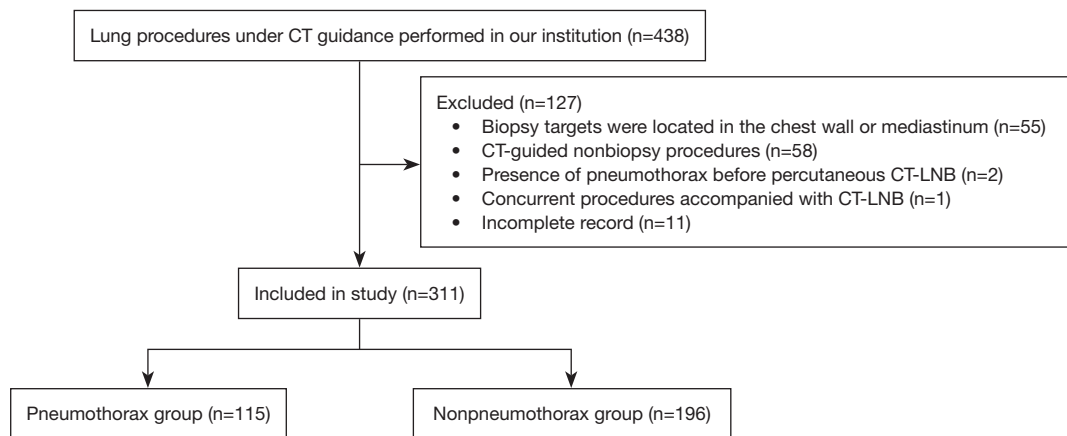 Lung procedures under CT guidance performed in our institution (n=438)
Excluded (n=127)
• Biopsy targets were located in the chest wall or mediastinum (n=55)
• CT-guided nonbiopsy procedures (n=58)
• Presence of pneumothorax before percutaneous CT-LNB (n=2)
• Concurrent procedures accompanied with CT-LNB (n=1)
• Incomplete record (n=11)
Included in study (n=311)
Pneumothorax group (n=115)
Nonpneumothorax group (n=196)